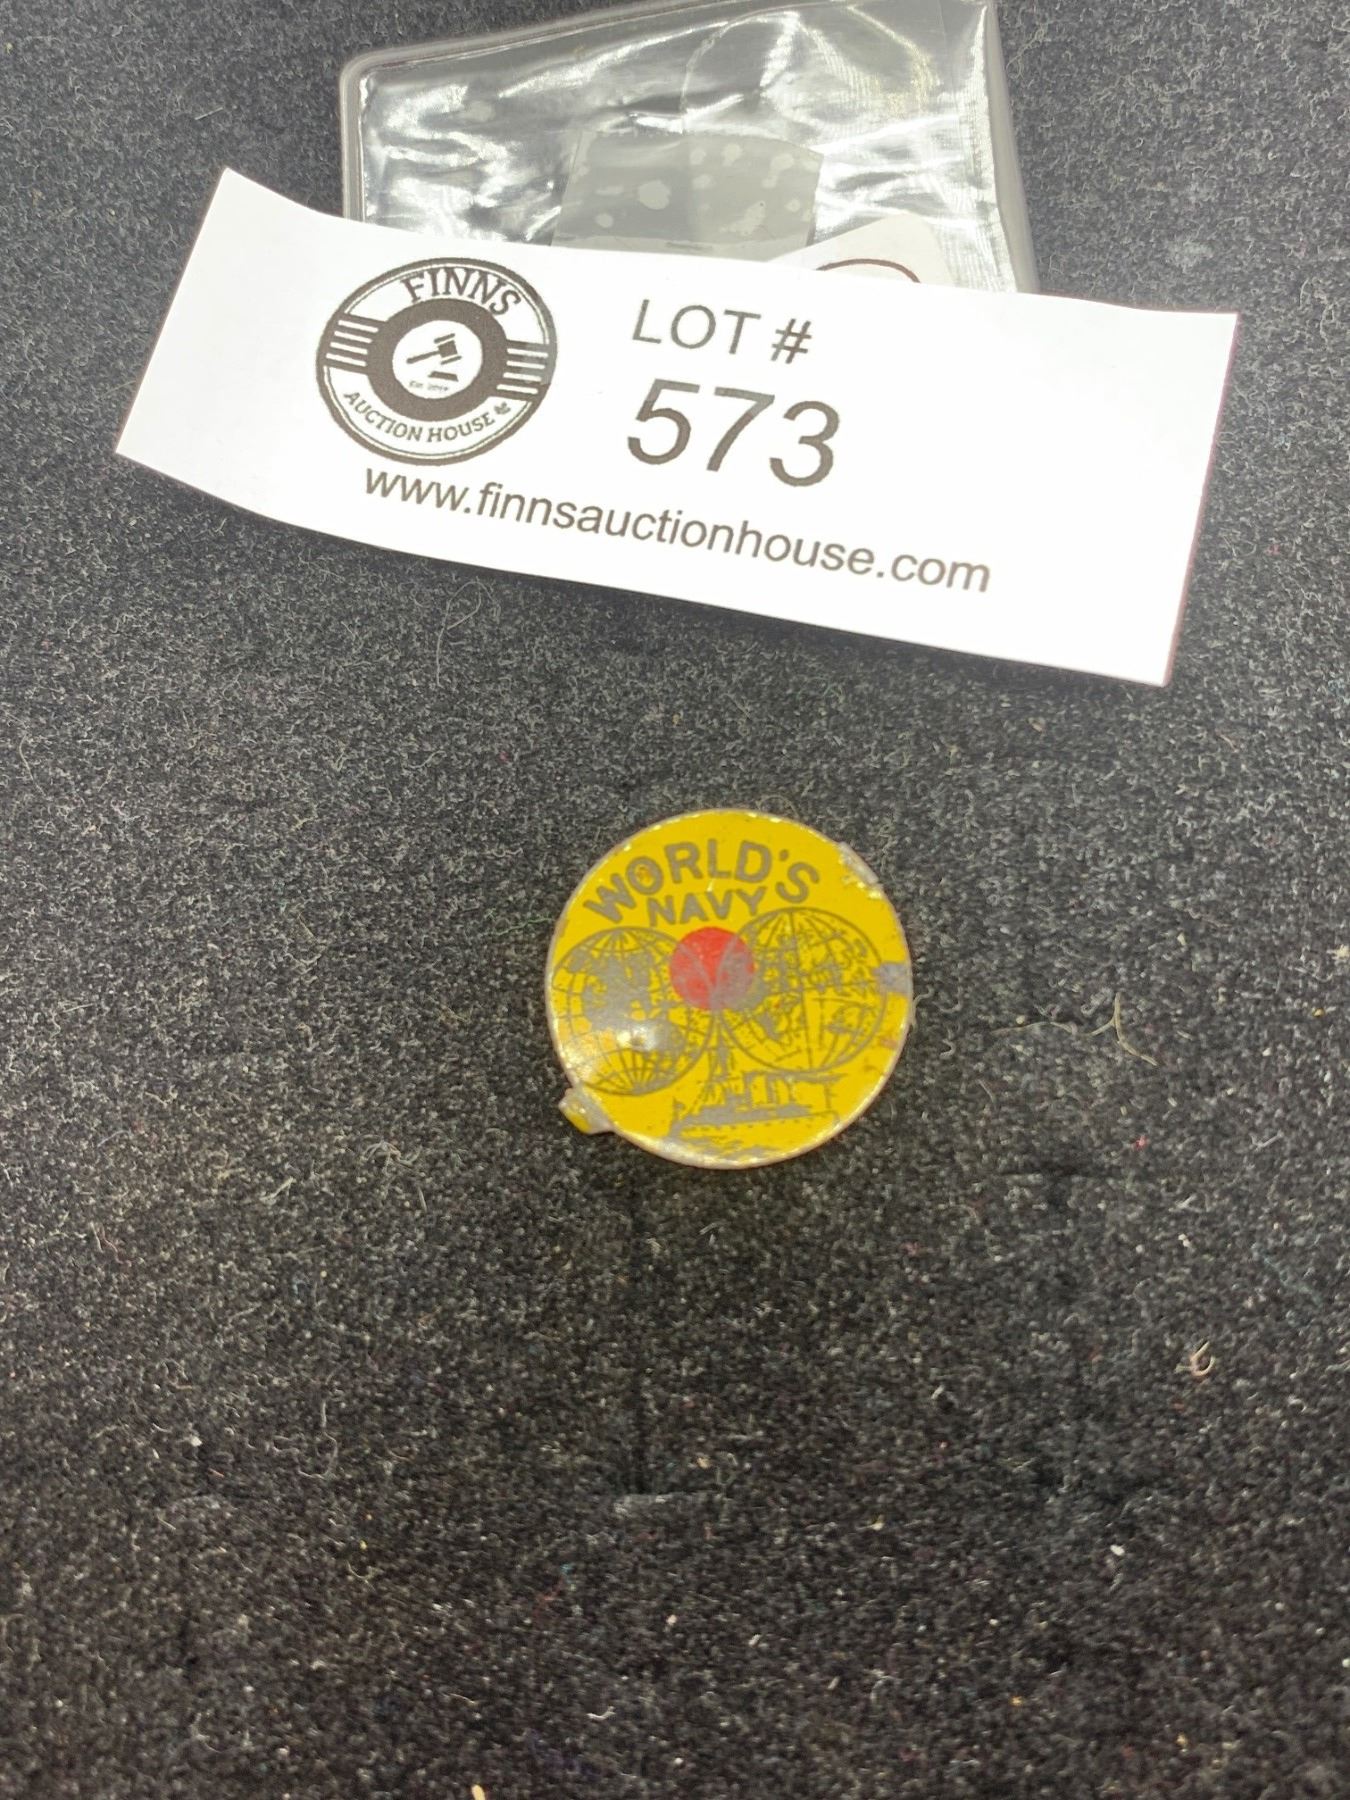 FINNS
AUCTION HOUSE
LOT #
573
www.finnsauctionhouse.com
WORLD'S
NAVY